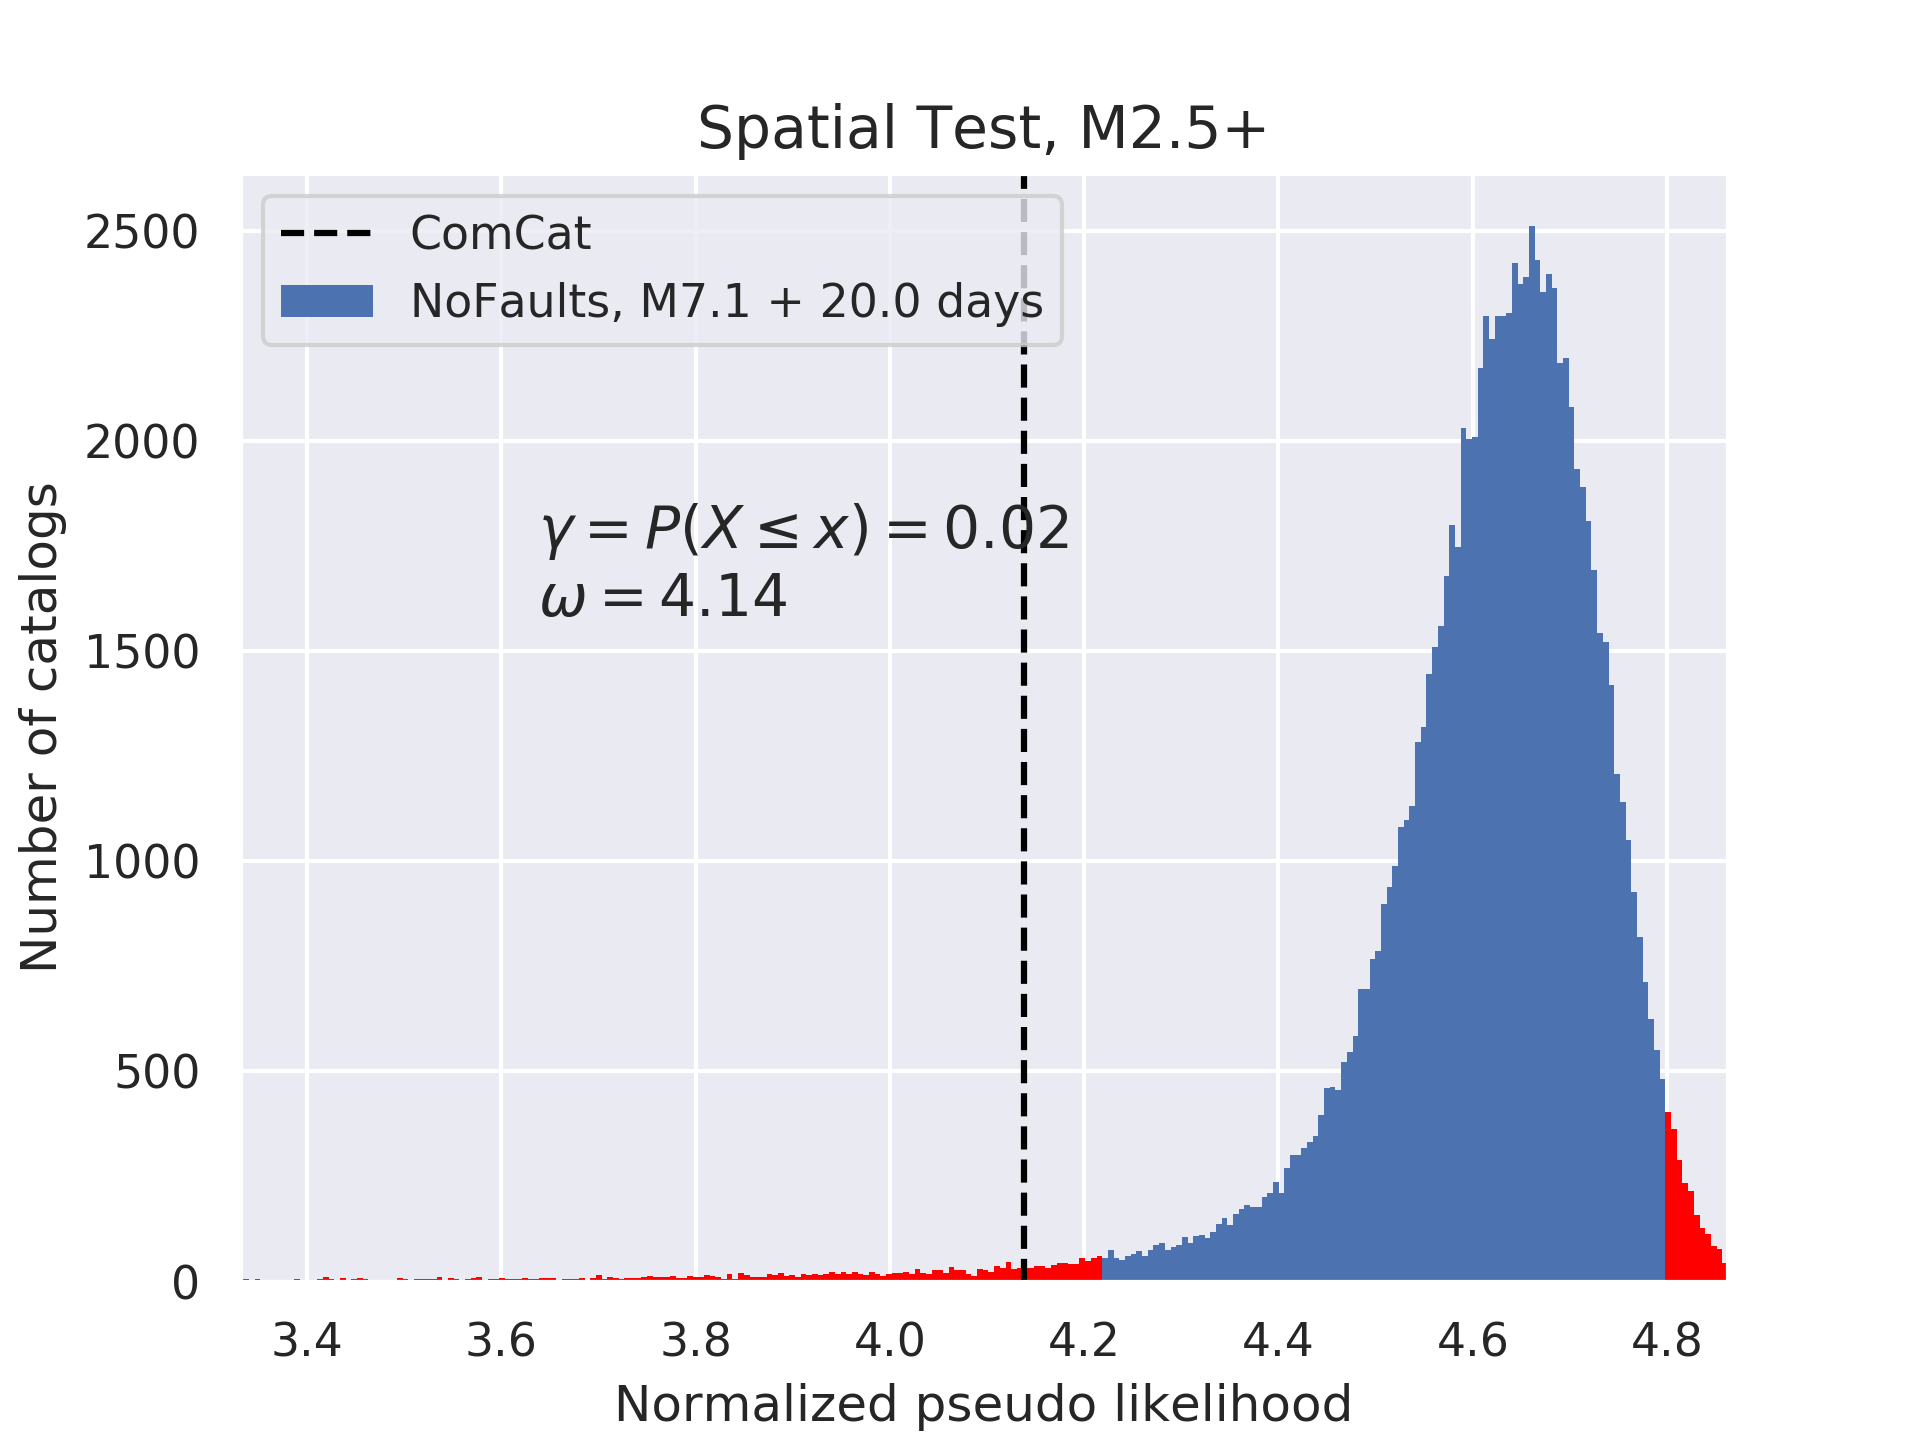 Spatial Test, M2.5+
ComCat
NoFaults, M7.1 + 20.0 days
γ = P(X ≤ x) = 0.02
ω = 4.14
Number of catalogs
2500
2000
1500
1000
500
0
3.4 3.6 3.8 4.0 4.2 4.4 4.6 4.8
Normalized pseudo likelihood